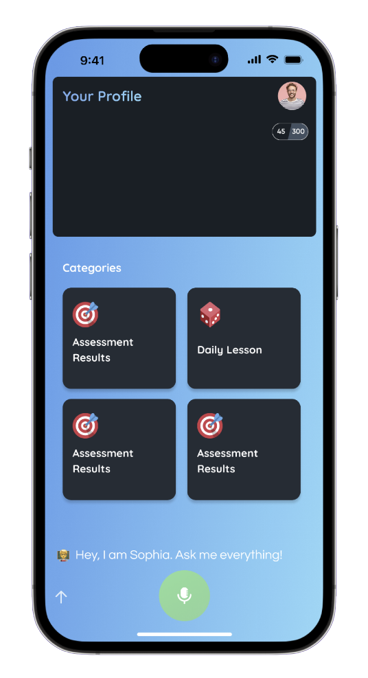 9:41
Your Profile
45 300
Categories
Assessment
Results
Daily Lesson
Assessment
Results
Assessment
Results
Hey, I am Sophia. Ask me everything!